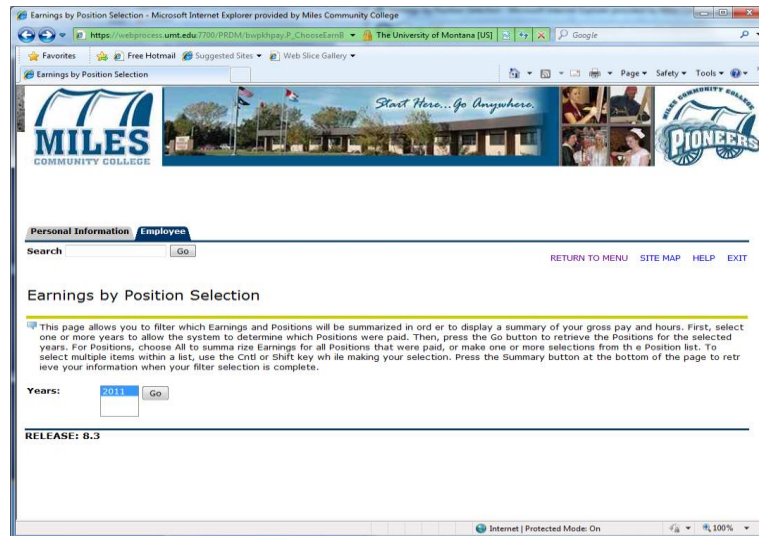 Earnings by Position Selection - Microsoft Internet Explorer provided by Miles Community College
https://webprocess.umt.edu:7700/PRDM/bwpkhpay.P_ChooseEarnB
The University of Montana [US]
Google
Favorites
Free Hotmail
Suggested Sites
Web Slice Gallery
Earnings by Position Selection
Page
Safety
Tools
MILES
COMMUNITY COLLEGE
Start Here...Go Anywhere.
MILES COMMUNITY COLLEGE
PIONEERS
Personal Information
Employee
Search
Go
RETURN TO MENU SITE MAP HELP EXIT
Earnings by Position Selection
This page allows you to filter which Earnings and Positions will be summarized in ord er to display a summary of your gross pay and hours. First, select
one or more years to allow the system to determine which Positions were paid. Then, press the Go button to retrieve the Positions for the selected
years. For Positions, choose All to summa rize Earnings for all Positions that were paid, or make one or more selections from th e Position list. To
select multiple items within a list, use the Cntl or Shift key wh ile making your selection. Press the Summary button at the bottom of the page to retr
ieve your information when your filter selection is complete.
Years:
2011
Go
RELEASE: 8.3
Internet | Protected Mode: On
100%